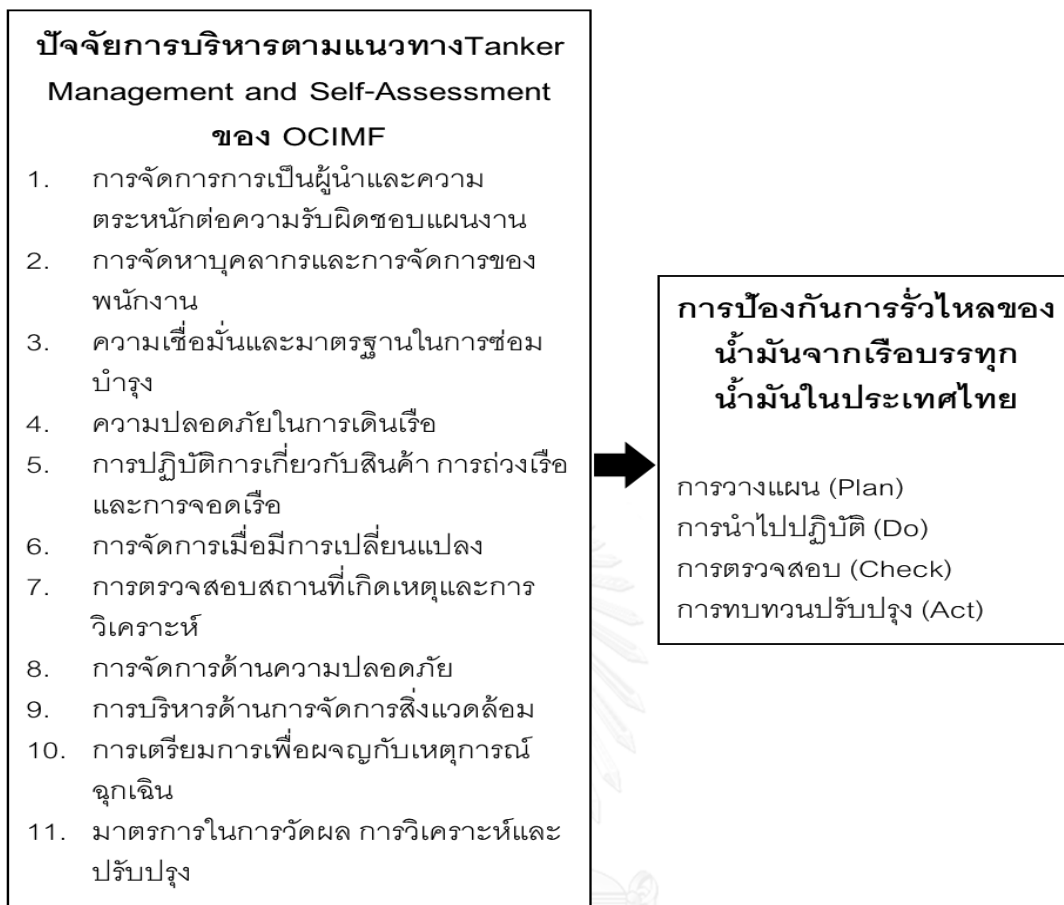 ปัจจัยการบริหารตามแนวทางTanker
Management and Self-Assessment
ของ OCIMF
1. การจัดการการเป็นผู้นำและความ
ตระหนักต่อความรับผิดชอบแผนงาน
2. การจัดหาบุคลากรและการจัดการของ
พนักงาน
3. ความเชื่อมั่นและมาตรฐานในการซ่อม
บำรุง
4. ความปลอดภัยในการเดินเรือ
5. การปฏิบัติการเกี่ยวกับสินค้า การถ่วงเรือ
และการจอดเรือ
6. การจัดการเมื่อมีการเปลี่ยนแปลง
7. การตรวจสอบสถานที่เกิดเหตุและการ
วิเคราะห์
8. การจัดการด้านความปลอดภัย
9. การบริหารด้านการจัดการสิ่งแวดล้อม
10. การเตรียมการเพื่อผจญกับเหตุการณ์
ฉุกเฉิน
11. มาตรการในการวัดผล การวิเคราะห์และ
ปรับปรุง
การป้องกันการรั่วไหลของ
น้ำมันจากเรือบรรทุก
น้ำมันในประเทศไทย
การวางแผน (Plan)
การนำไปปฏิบัติ (Do)
การตรวจสอบ (Check)
การทบทวนปรับปรุง (Act)